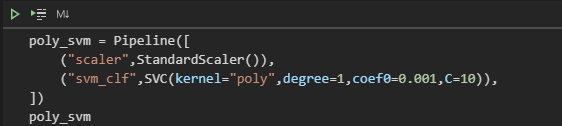 M↓
poly_svm = Pipeline([
    ("scaler",StandardScaler()),
    ("svm_clf",SVC(kernel="poly",degree=1,coef0=0.001,C=10)),
])
poly_svm